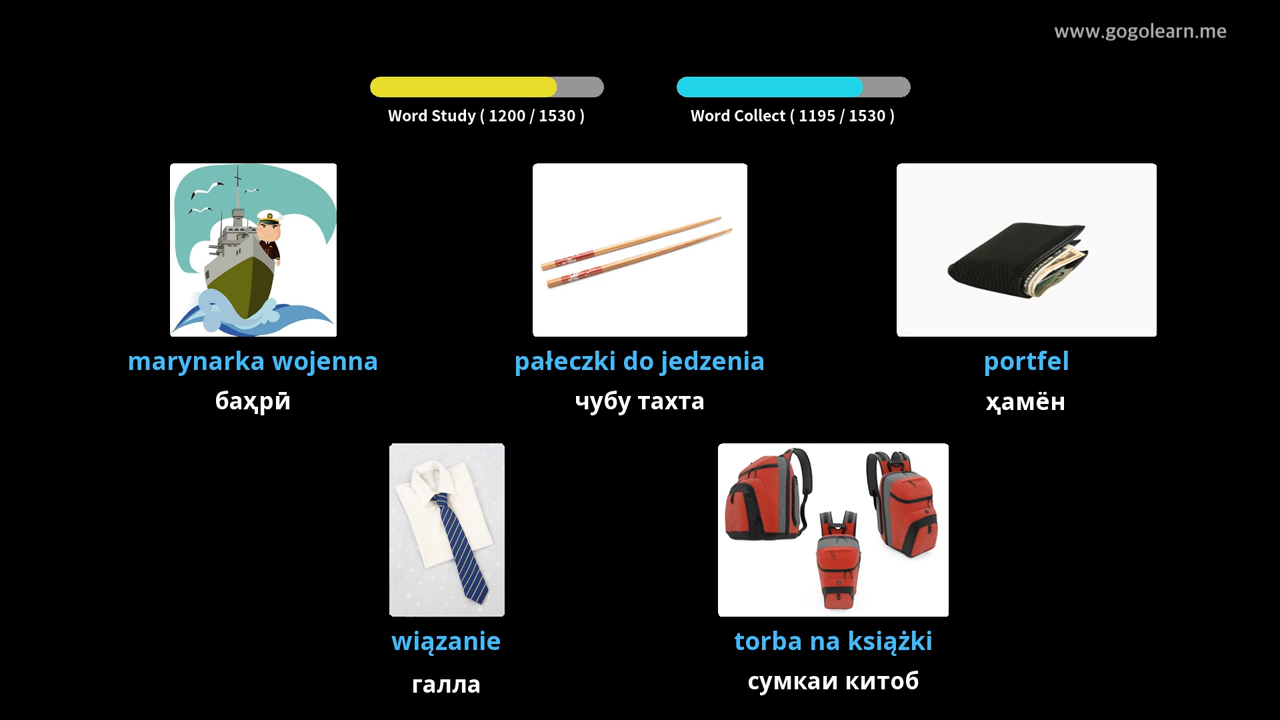 www.gogolearn.me
Word Study ( 1200 / 1530 )
Word Collect ( 1195 / 1530 )
marynarka wojenna
баҳрӣ
pałeczki do jedzenia
чубу тахта
portfel
ҳамён
wiązanie
галла
torba na książki
сумкаи китоб